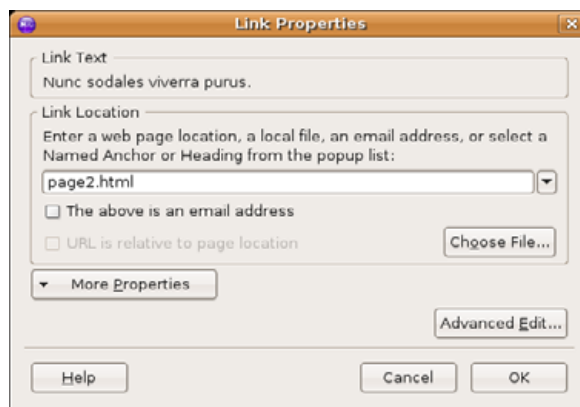 Link Properties
Link Text
Nunc sodales viverra purus.
Link Location
Enter a web page location, a local file, an email address, or select a
Named Anchor or Heading from the popup list:
page2.html
The above is an email address
URL is relative to page location
Choose File...
More Properties
Advanced Edit...
Help
Cancel
OK